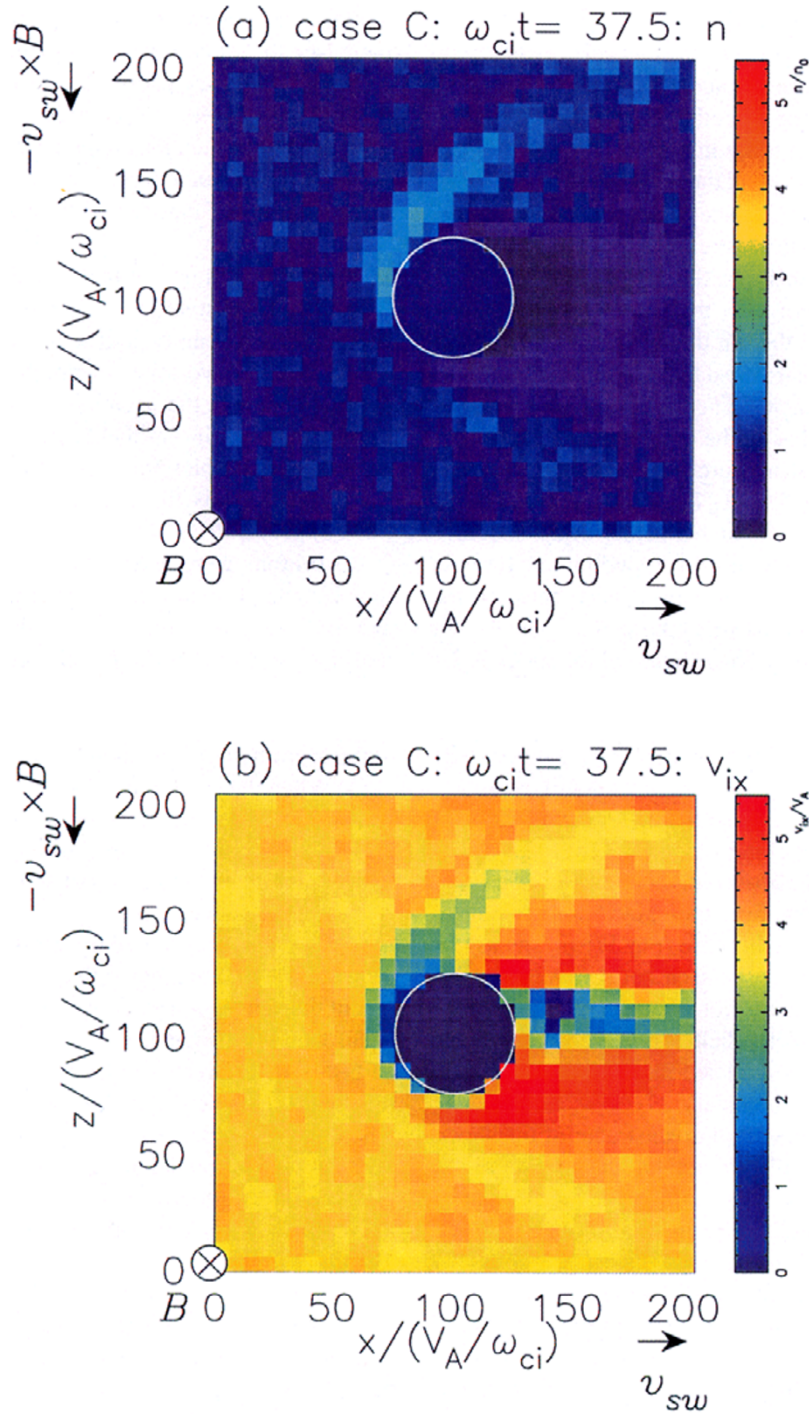 (a) case C: ω_ci t= 37.5: n
-v_sw×B
z/(V_A/ω_ci)
200
150
100
50
0
B
0 50 100 150 200
x/(V_A/ω_ci)
v_sw
5
4
3
2
1
0
n/n_0
(b) case C: ω_ci t= 37.5: v_ix
-v_sw×B
z/(V_A/ω_ci)
200
150
100
50
0
B
0 50 100 150 200
x/(V_A/ω_ci)
v_sw
5
4
3
2
1
0
v_ix/V_A